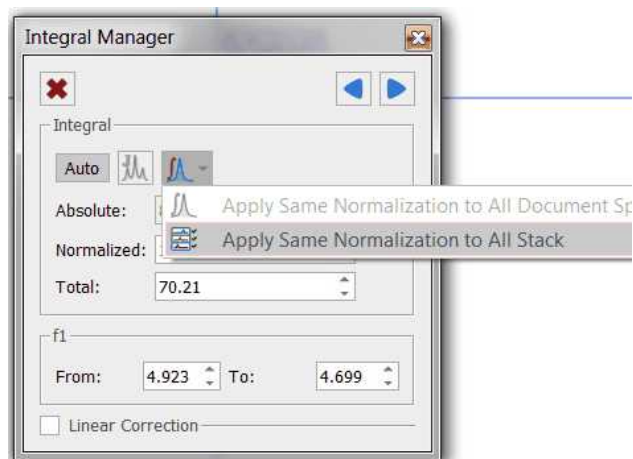 Integral Manager
Integral
Auto
Apply Same Normalization to All Document
Absolute:
Apply Same Normalization to All Stack
Normalized:
Total: 70.21
f1
From: 4.923 To: 4.699
Linear Correction